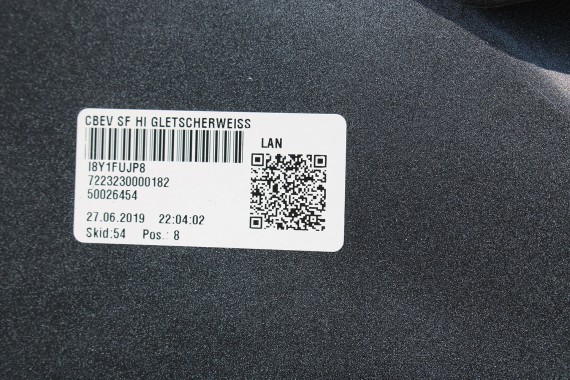 CBEV SF HI GLETSCHERWEISS
LAN
I8Y1FUJP8
7223230000182
50026454
27.06.2019 22:04:02
Skid:54 Pos.: 8